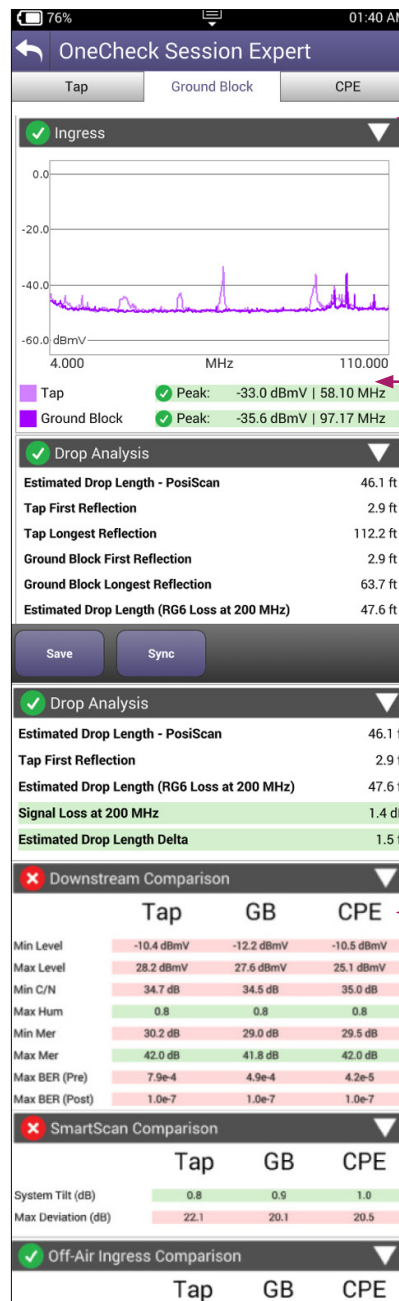 76% 01:40 AM
OneCheck Session Expert
Tap Ground Block CPE
Ingress
0.0
-20.0
-40.0
-60.0 dBmV
4.000 MHz 110.000
Tap Peak: -33.0 dBmV | 58.10 MHz
Ground Block Peak: -35.6 dBmV | 97.17 MHz
Drop Analysis
Estimated Drop Length - PosiScan 46.1 ft
Tap First Reflection 2.9 ft
Tap Longest Reflection 112.2 ft
Ground Block First Reflection 2.9 ft
Ground Block Longest Reflection 63.7 ft
Estimated Drop Length (RG6 Loss at 200 MHz) 47.6 ft
Save Sync
Drop Analysis
Estimated Drop Length - PosiScan 46.1 f
Tap First Reflection 2.9 f
Estimated Drop Length (RG6 Loss at 200 MHz) 47.6 f
Signal Loss at 200 MHz 1.4 d
Estimated Drop Length Delta 1.5 f
Downstream Comparison
Tap GB CPE
Min Level -10.4 dBmV -12.2 dBmV -10.5 dBmV
Max Level 28.2 dBmV 27.6 dBmV 25.1 dBmV
Min C/N 34.7 dB 34.5 dB 35.0 dB
Max Hum 0.8 0.8 0.8
Min Mer 30.2 dB 29.0 dB 29.5 dB
Max Mer 42.0 dB 41.8 dB 42.0 dB
Max BER (Pre) 7.9e-4 4.9e-4 4.2e-5
Max BER (Post) 1.0e-7 1.0e-7 1.0e-7
SmartScan Comparison
Tap GB CPE
System Tilt (dB) 0.8 0.9 1.0
Max Deviation (dB) 22.1 20.1 20.5
Off-Air Ingress Comparison
Tap GB CPE